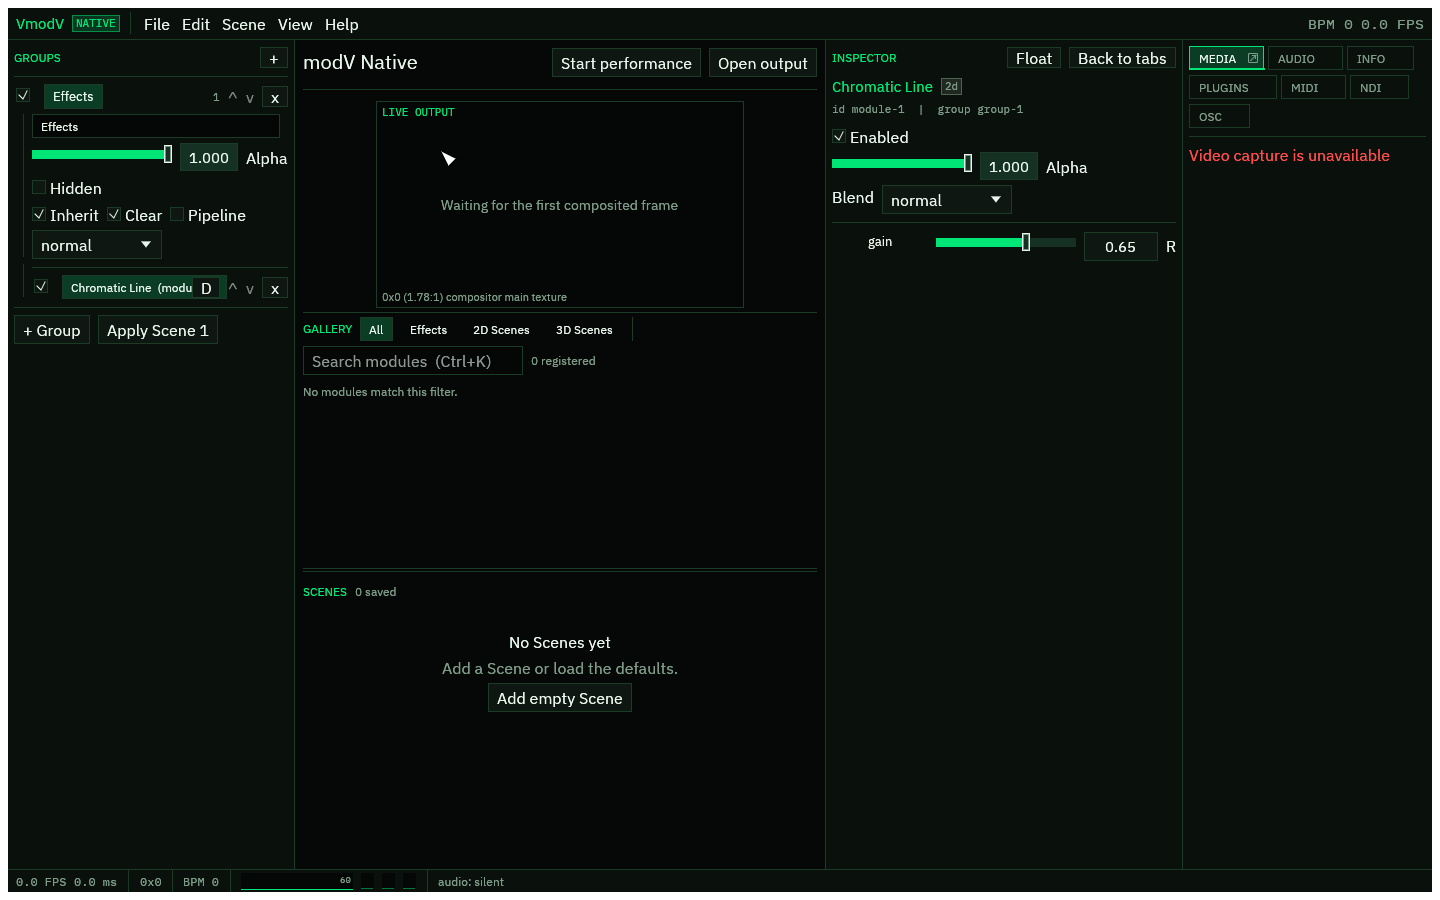 VmodV NATIVE File Edit Scene View Help BPM 0 0.0 FPS
GROUPS +
Effects 1 ^ v x
Effects
1.000 Alpha
Hidden
Inherit Clear Pipeline
normal
Chromatic Line (modu D ^ v x
+ Group Apply Scene 1
modV Native Start performance Open output
LIVE OUTPUT
Waiting for the first composited frame
0x0 (1.78:1) compositor main texture
GALLERY All Effects 2D Scenes 3D Scenes
Search modules (Ctrl+K) 0 registered
No modules match this filter.
SCENES 0 saved
No Scenes yet
Add a Scene or load the defaults.
Add empty Scene
INSPECTOR Float Back to tabs
Chromatic Line 2d
id module-1 | group group-1
Enabled
1.000 Alpha
Blend normal
gain 0.65 R
MEDIA AUDIO INFO
PLUGINS MIDI NDI
OSC
Video capture is unavailable
0.0 FPS 0.0 ms 0x0 BPM 0 60 audio: silent